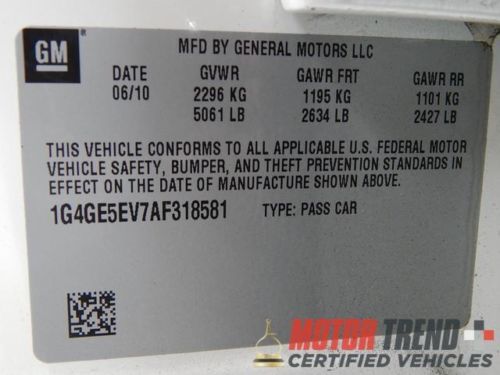 GM
MFD BY GENERAL MOTORS LLC
DATE GVWR GAWR FRT GAWR RR
06/10 2296 KG 1195 KG 1101 KG
5061 LB 2634 LB 2427 LB
THIS VEHICLE CONFORMS TO ALL APPLICABLE U.S. FEDERAL MOTOR
VEHICLE SAFETY, BUMPER, AND THEFT PREVENTION STANDARDS IN
EFFECT ON THE DATE OF MANUFACTURE SHOWN ABOVE.
1G4GE5EV7AF318581 TYPE: PASS CAR
MOTOR TREND
CERTIFIED VEHICLES